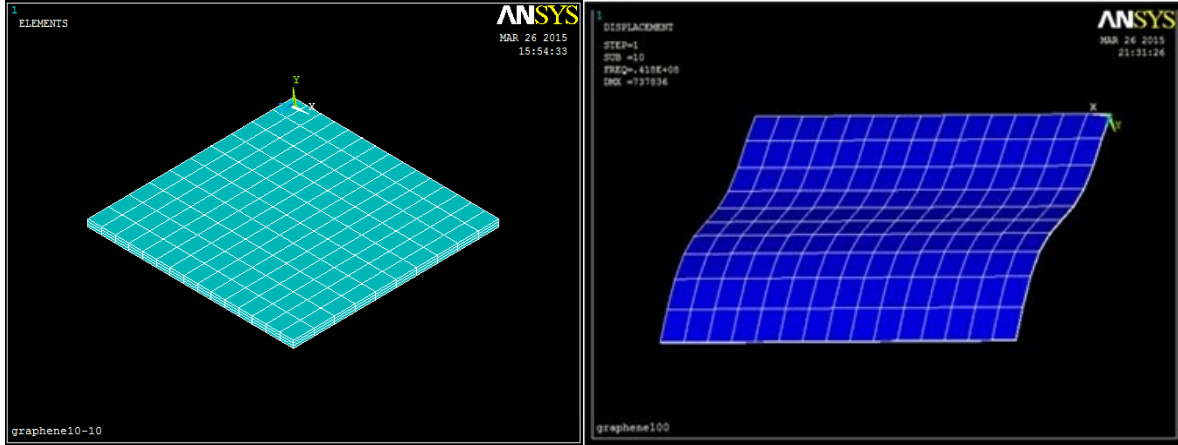 1
ELEMENTS
ANSYS
MAR 26 2015
15:54:33
Y
X
graphene10-10
1
DISPLACEMENT
STEP=1
SUB =10
FREQ=.418E+08
DMX =737836
ANSYS
MAR 26 2015
21:31:26
X
Y
graphene100